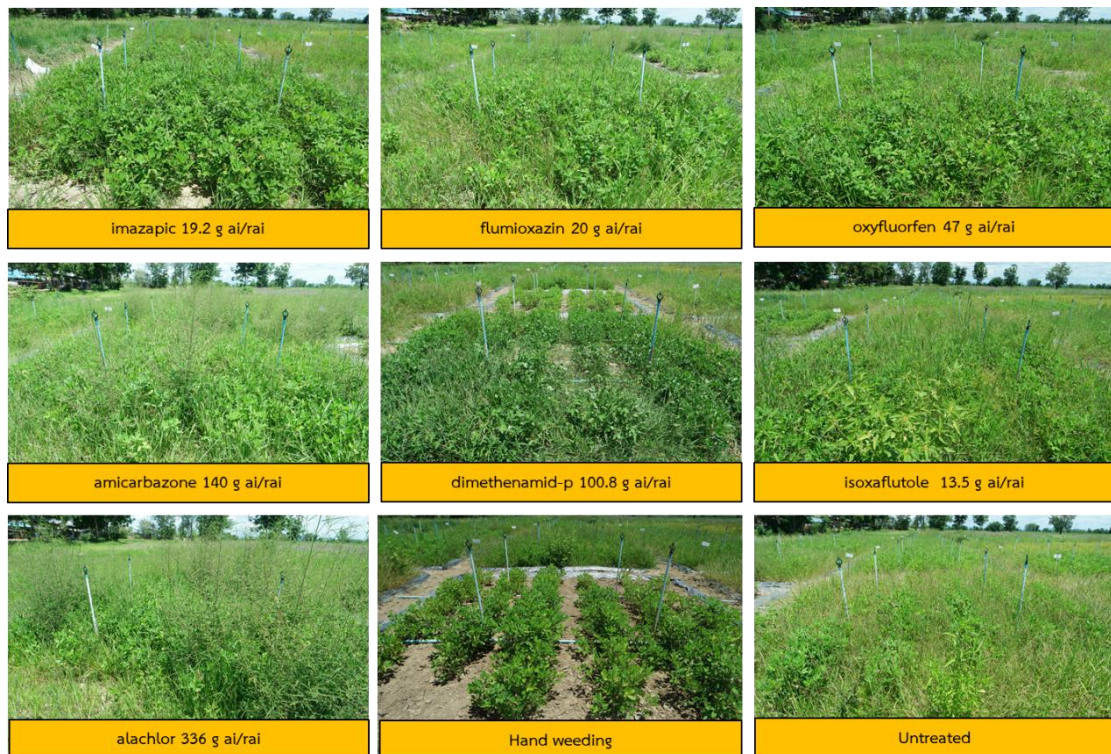 imazapic 19.2 g ai/rai
flumioxazin 20 g ai/rai
oxyfluorfen 47 g ai/rai
amicarbazone 140 g ai/rai
dimethenamid-p 100.8 g ai/rai
isoxaflutole 13.5 g ai/rai
alachlor 336 g ai/rai
Hand weeding
Untreated